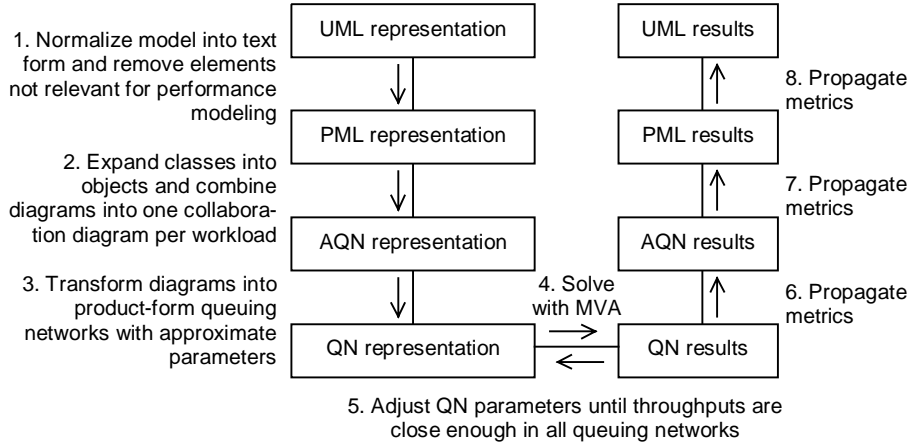 UML representation
UML results
1. Normalize model into text
form and remove elements
not relevant for performance
modeling
8. Propagate
metrics
PML representation
PML results
2. Expand classes into
objects and combine
diagrams into one collabora-
tion diagram per workload
7. Propagate
metrics
AQN representation
AQN results
3. Transform diagrams into
product-form queuing
networks with approximate
parameters
4. Solve
with MVA
6. Propagate
metrics
QN representation
QN results
5. Adjust QN parameters until throughputs are
close enough in all queuing networks